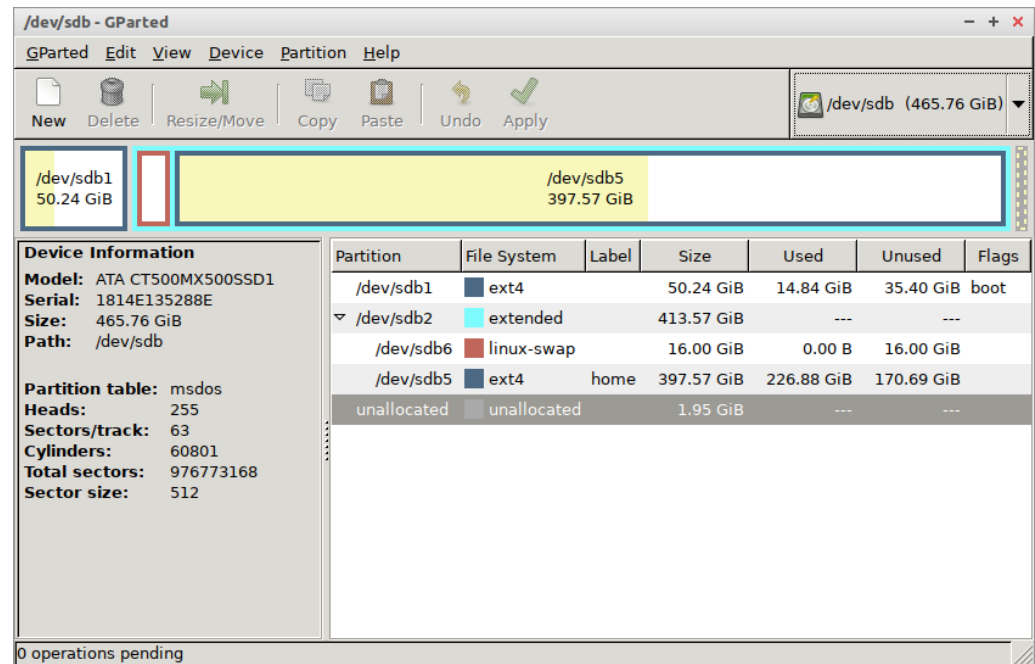 /dev/sdb - GParted
GParted Edit View Device Partition Help
New Delete Resize/Move Copy Paste Undo Apply /dev/sdb (465.76 GiB)
/dev/sdb1
50.24 GiB
/dev/sdb5
397.57 GiB
Device Information
Model: ATA CT500MX500SSD1
Serial: 1814E135288E
Size: 465.76 GiB
Path: /dev/sdb
Partition table: msdos
Heads: 255
Sectors/track: 63
Cylinders: 60801
Total sectors: 976773168
Sector size: 512
Partition File System Label Size Used Unused Flags
/dev/sdb1 ext4 50.24 GiB 14.84 GiB 35.40 GiB boot
/dev/sdb2 extended 413.57 GiB --- ---
/dev/sdb6 linux-swap 16.00 GiB 0.00 B 16.00 GiB
/dev/sdb5 ext4 home 397.57 GiB 226.88 GiB 170.69 GiB
unallocated unallocated 1.95 GiB --- ---
0 operations pending